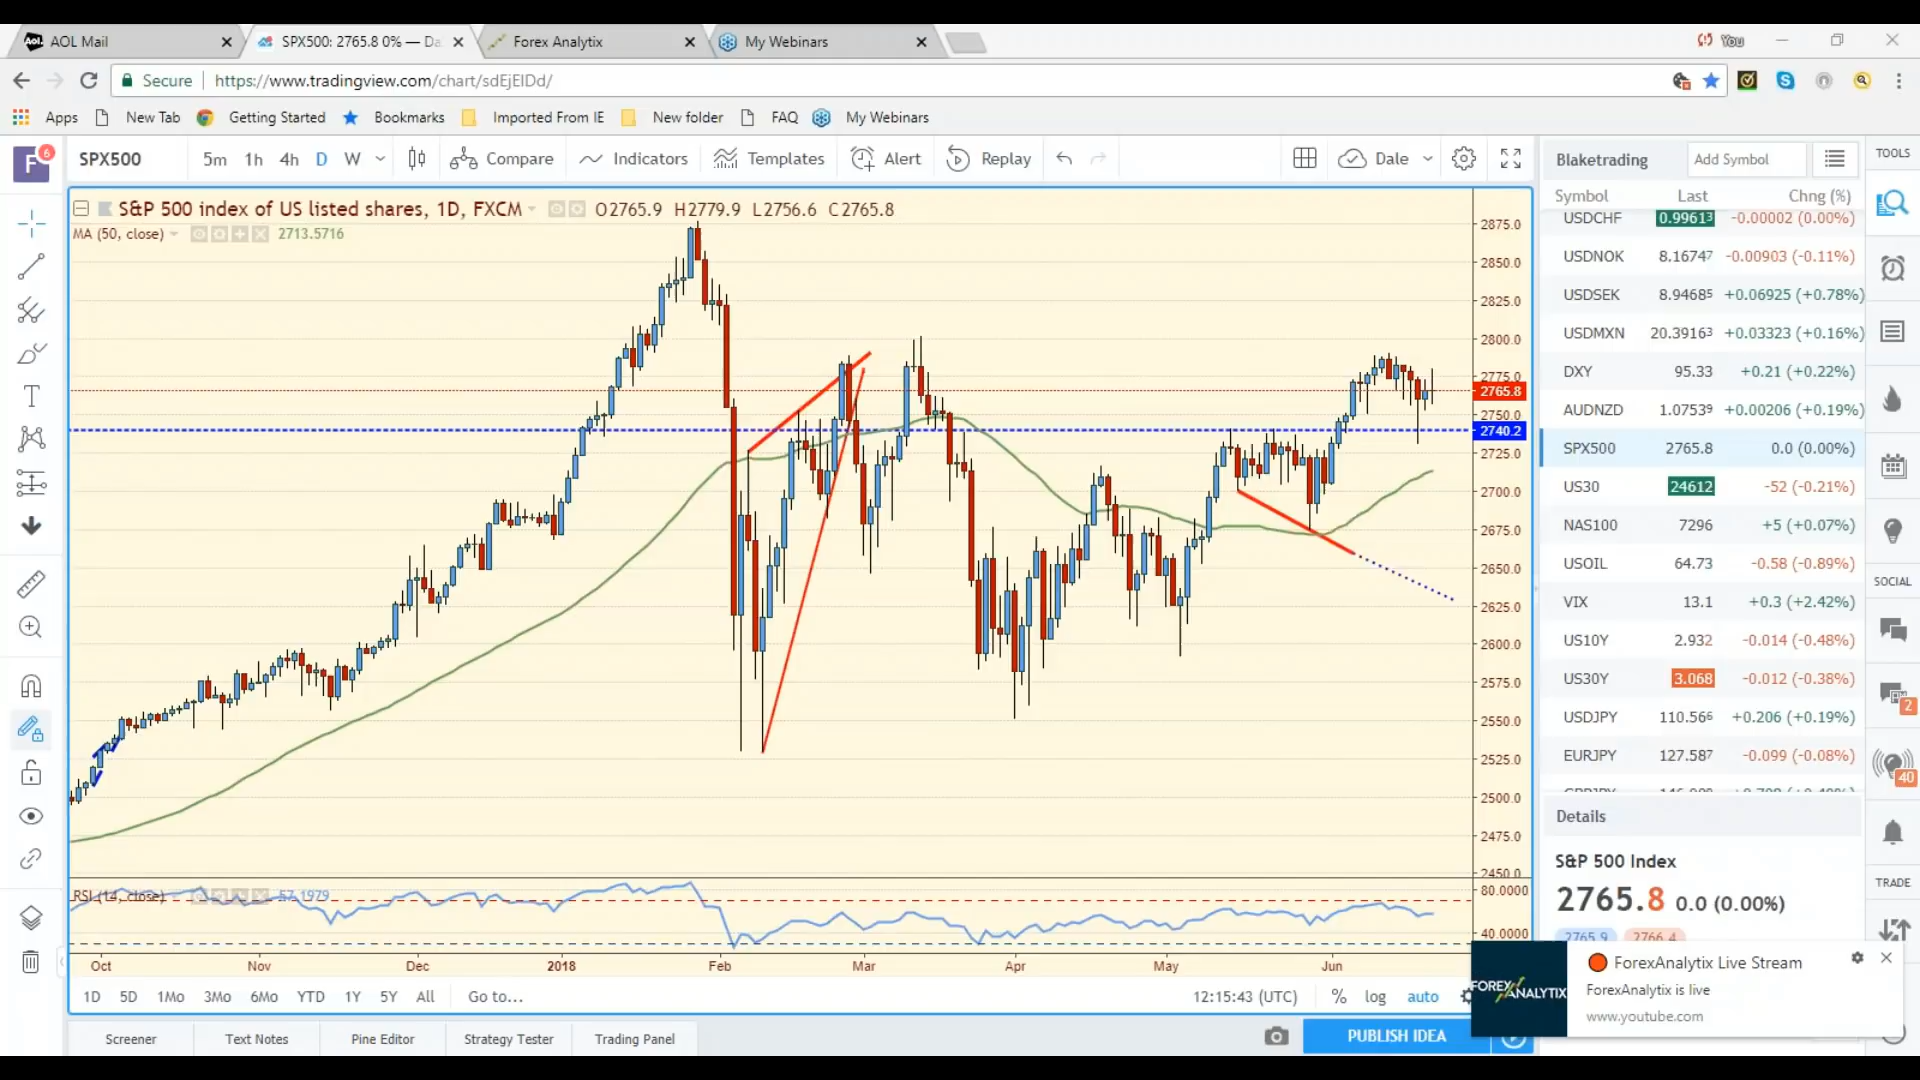 AOL Mail
SPX500: 2765.8 0% — Da
Forex Analytix
My Webinars
You
Secure
https://www.tradingview.com/chart/sdEjEIDd/
Apps
New Tab
Getting Started
Bookmarks
Imported From IE
New folder
FAQ
My Webinars
F
6
SPX500
5m 1h 4h D W
Compare
Indicators
Templates
Alert
Replay
Dale
Blaketrading
Add Symbol
TOOLS
S&P 500 index of US listed shares, 1D, FXCM O2765.9 H2779.9 L2756.6 C2765.8
MA (50, close) 2713.5716
2875.0
2850.0
2825.0
2800.0
2775.0
2765.8
2750.0
2740.2
2725.0
2700.0
2675.0
2650.0
2625.0
2600.0
2575.0
2550.0
2525.0
2500.0
2475.0
2450.0
RSI (14, close) 57.1979
80.0000
40.0000
Oct Nov Dec 2018 Feb Mar Apr May Jun
1D 5D 1Mo 3Mo 6Mo YTD 1Y 5Y All Go to...
12:15:43 (UTC) % log auto
Screener Text Notes Pine Editor Strategy Tester Trading Panel
PUBLISH IDEA
Symbol Last Chng (%)
USDCHF 0.99613 -0.00002 (0.00%)
USDNOK 8.16747 -0.00903 (-0.11%)
USDSEK 8.94685 +0.06925 (+0.78%)
USDMXN 20.39163 +0.03323 (+0.16%)
DXY 95.33 +0.21 (+0.22%)
AUDNZD 1.07539 +0.00206 (+0.19%)
SPX500 2765.8 0.0 (0.00%)
US30 24612 -52 (-0.21%)
NAS100 7296 +5 (+0.07%)
USOIL 64.73 -0.58 (-0.89%)
VIX 13.1 +0.3 (+2.42%)
US10Y 2.932 -0.014 (-0.48%)
US30Y 3.068 -0.012 (-0.38%)
USDJPY 110.566 +0.206 (+0.19%)
EURJPY 127.587 -0.099 (-0.08%)
Details
S&P 500 Index
2765.8 0.0 (0.00%)
2765.9 2766.4
SOCIAL
2
40
TRADE
FOREX ANALYTIX
ForexAnalytix Live Stream
ForexAnalytix is live
www.youtube.com